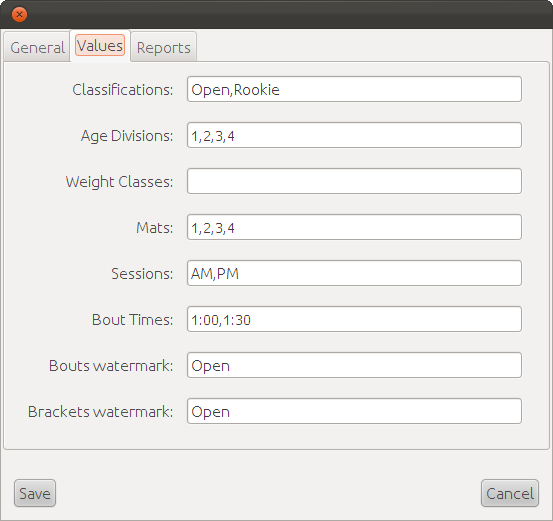 General Values Reports
Classifications: Open,Rookie
Age Divisions: 1,2,3,4
Weight Classes:
Mats: 1,2,3,4
Sessions: AM,PM
Bout Times: 1:00,1:30
Bouts watermark: Open
Brackets watermark: Open
Save Cancel